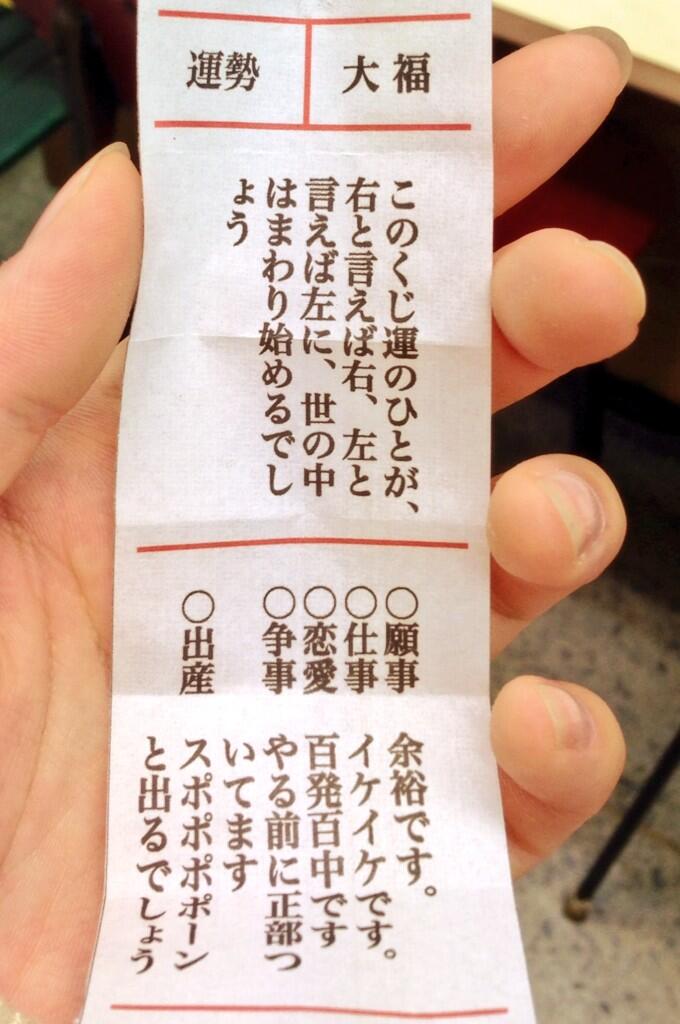 大福
運勢
このくじ運のひとが、
右と言えば右、左と
言えば左に、世の中
はまわり始めるでし
ょう
○願事 余裕です。
○仕事 イケイケです。
○恋愛 百発百中です
○争事 やる前に正部つ
いてます
○出産 スポポポポーン
と出るでしょう